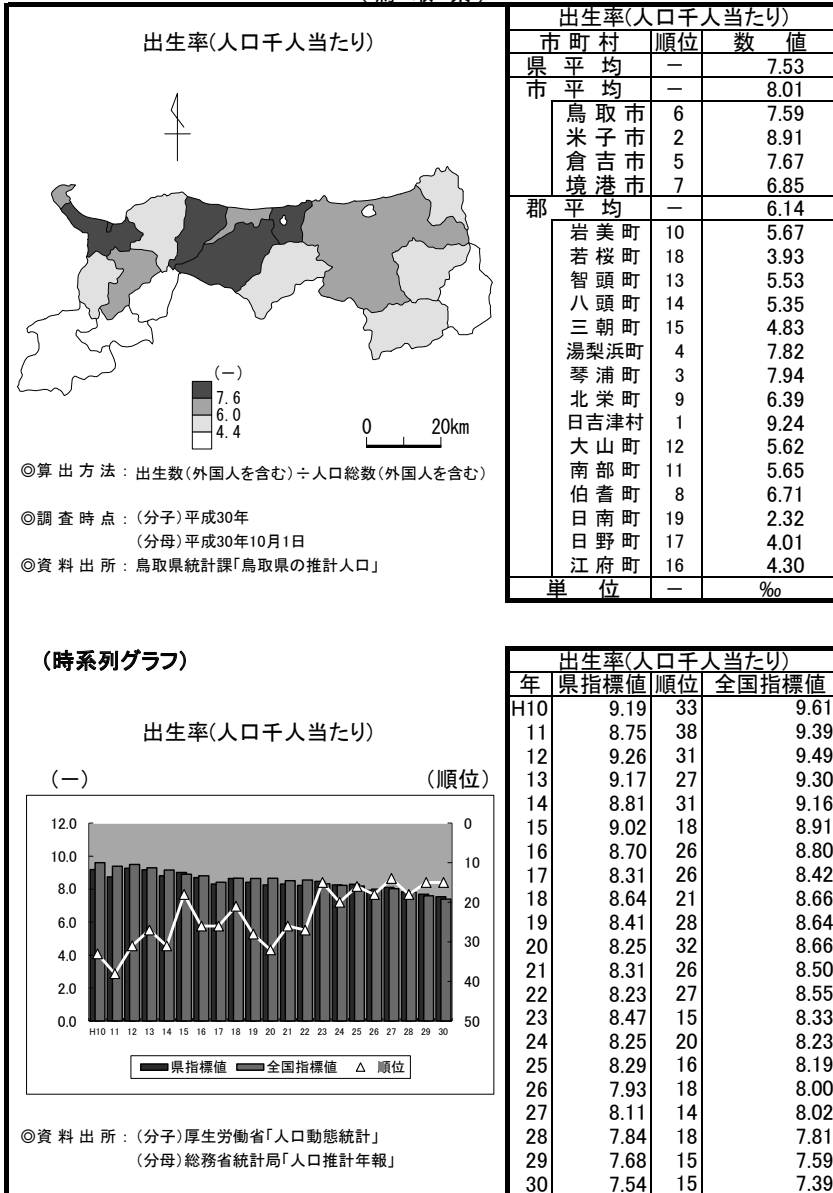 出生率(人口千人当たり)
(－)
7.6
6.0
4.4
0 20km
◎算出方法：出生数(外国人を含む)÷人口総数(外国人を含む)
◎調査時点：(分子)平成30年
(分母)平成30年10月1日
◎資料出所：鳥取県統計課「鳥取県の推計人口」
出生率(人口千人当たり)
市町村 順位 数値
県平均 － 7.53
市平均 － 8.01
鳥取市 6 7.59
米子市 2 8.91
倉吉市 5 7.67
境港市 7 6.85
郡平均 － 6.14
岩美町 10 5.67
若桜町 18 3.93
智頭町 13 5.53
八頭町 14 5.35
三朝町 15 4.83
湯梨浜町 4 7.82
琴浦町 3 7.94
北栄町 9 6.39
日吉津村 1 9.24
大山町 12 5.62
南部町 11 5.65
伯耆町 8 6.71
日南町 19 2.32
日野町 17 4.01
江府町 16 4.30
単位 － ‰
(時系列グラフ)
出生率(人口千人当たり)
(－) (順位)
12.0 0
10.0 10
8.0 20
6.0 30
4.0 40
2.0 50
0.0
H10 11 12 13 14 15 16 17 18 19 20 21 22 23 24 25 26 27 28 29 30
県指標値 全国指標値 △ 順位
◎資料出所：(分子)厚生労働省「人口動態統計」
(分母)総務省統計局「人口推計年報」
出生率(人口千人当たり)
年 県指標値 順位 全国指標値
H10 9.19 33 9.61
11 8.75 38 9.39
12 9.26 31 9.49
13 9.17 27 9.30
14 8.81 31 9.16
15 9.02 18 8.91
16 8.70 26 8.80
17 8.31 26 8.42
18 8.64 21 8.66
19 8.41 28 8.64
20 8.25 32 8.66
21 8.31 26 8.50
22 8.23 27 8.55
23 8.47 15 8.33
24 8.25 20 8.23
25 8.29 16 8.19
26 7.93 18 8.00
27 8.11 14 8.02
28 7.84 18 7.81
29 7.68 15 7.59
30 7.54 15 7.39